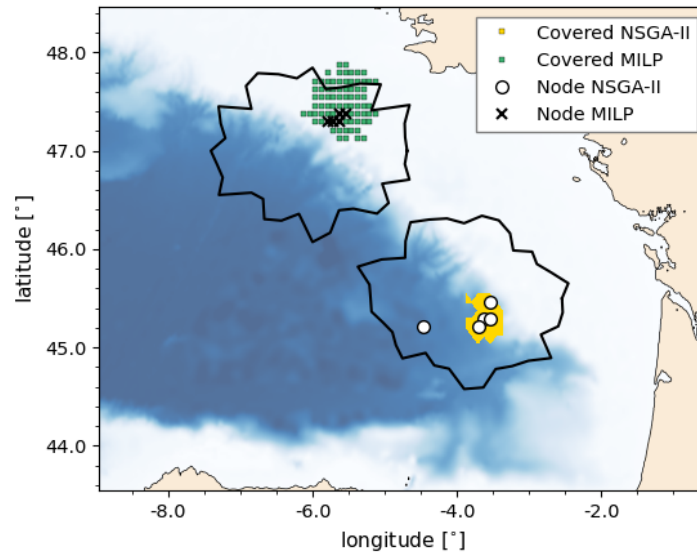 Covered NSGA-II
Covered MILP
Node NSGA-II
Node MILP
48.0
47.0
46.0
45.0
44.0
latitude [°]
-8.0 -6.0 -4.0 -2.0
longitude [°]